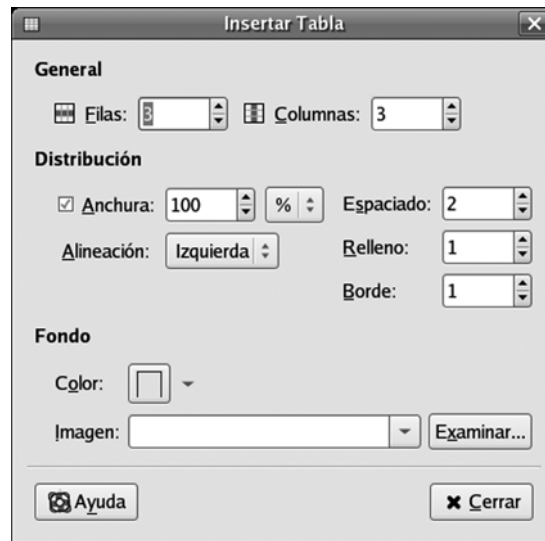 Insertar Tabla
General
Filas: 3 Columnas: 3
Distribución
Anchura: 100 % Espaciado: 2
Alineación: Izquierda Relleno: 1
Borde: 1
Fondo
Color:
Imagen: Examinar...
Ayuda Cerrar